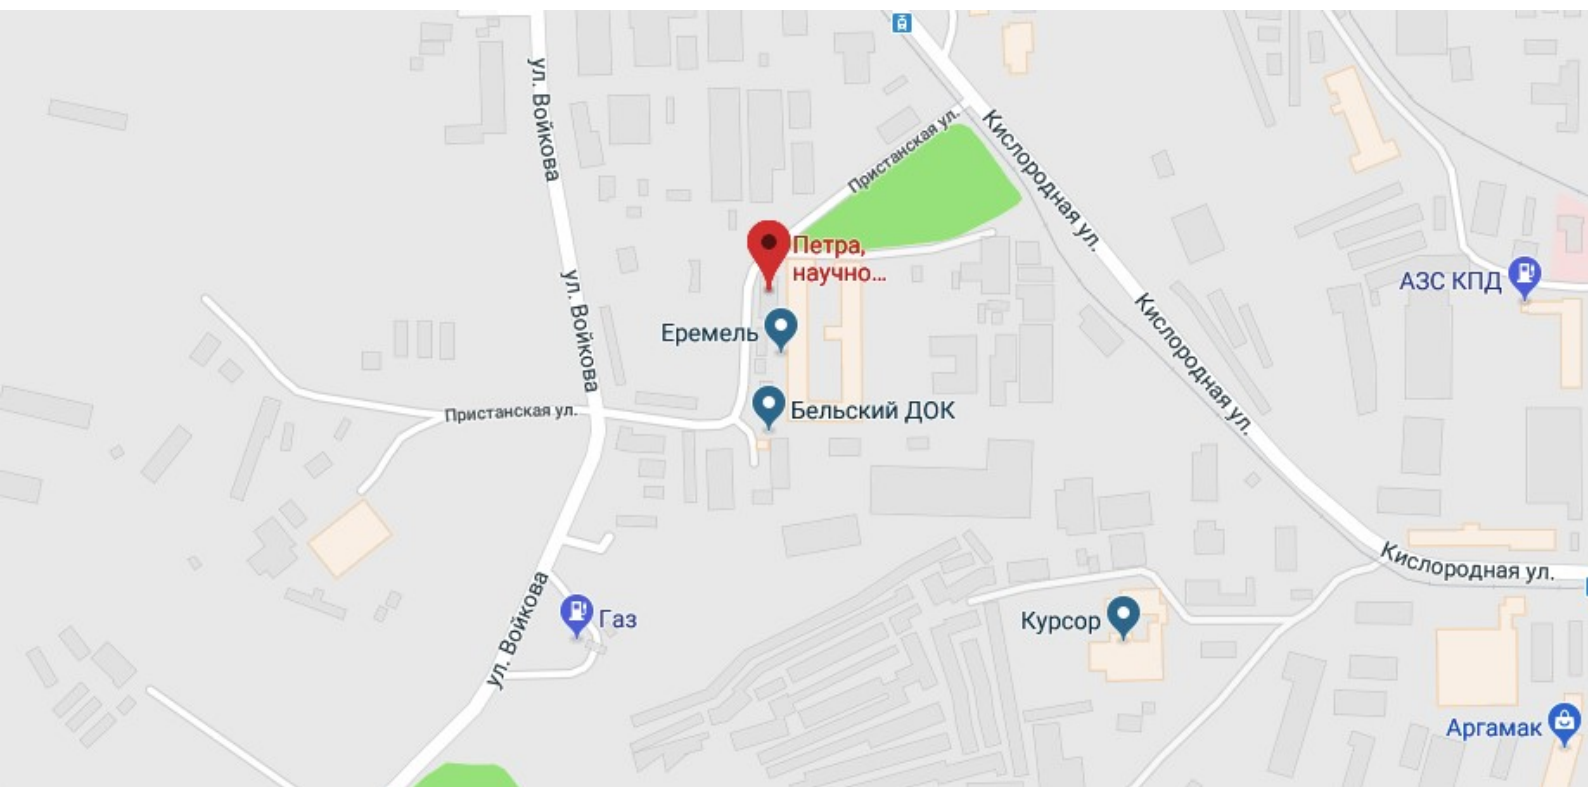 ул. Войкова
Пристанская ул.
Кислородная ул.
Петра,
научно...
ул. Войкова
АЗС КПД
Еремель
Кислородная ул.
Пристанская ул.
Бельский ДОК
Кислородная ул.
ул. Войкова
Газ
Курсор
Аргамак